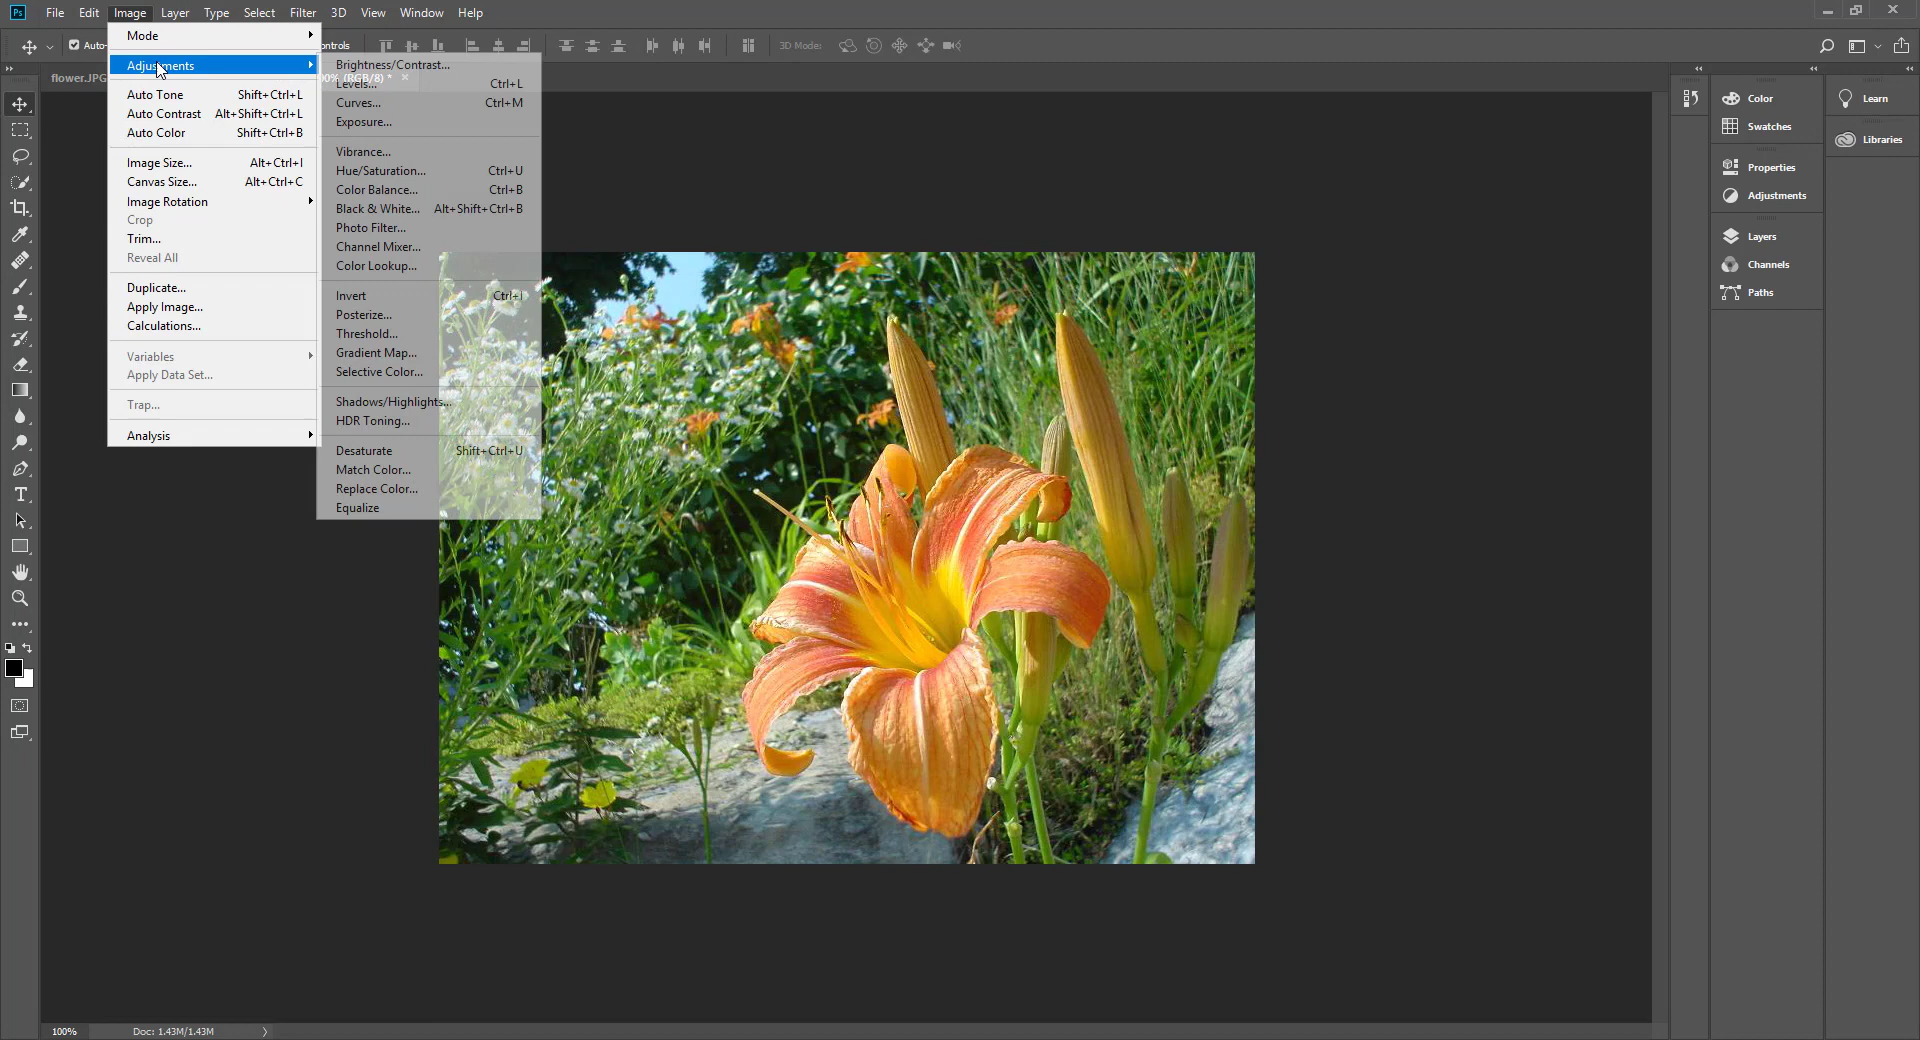 Ps File Edit Image Layer Type Select Filter 3D View Window Help
Auto-
ontrols
3D Mode:
flower.JPG
00% (RGB/8) *
Mode
Adjustments
Auto Tone Shift+Ctrl+L
Auto Contrast Alt+Shift+Ctrl+L
Auto Color Shift+Ctrl+B
Image Size... Alt+Ctrl+I
Canvas Size... Alt+Ctrl+C
Image Rotation
Crop
Trim...
Reveal All
Duplicate...
Apply Image...
Calculations...
Variables
Apply Data Set...
Trap...
Analysis
Brightness/Contrast...
Levels... Ctrl+L
Curves... Ctrl+M
Exposure...
Vibrance...
Hue/Saturation... Ctrl+U
Color Balance... Ctrl+B
Black & White... Alt+Shift+Ctrl+B
Photo Filter...
Channel Mixer...
Color Lookup...
Invert Ctrl+I
Posterize...
Threshold...
Gradient Map...
Selective Color...
Shadows/Highlights...
HDR Toning...
Desaturate Shift+Ctrl+U
Match Color...
Replace Color...
Equalize
Color
Swatches
Properties
Adjustments
Layers
Channels
Paths
Learn
Libraries
100% Doc: 1.43M/1.43M